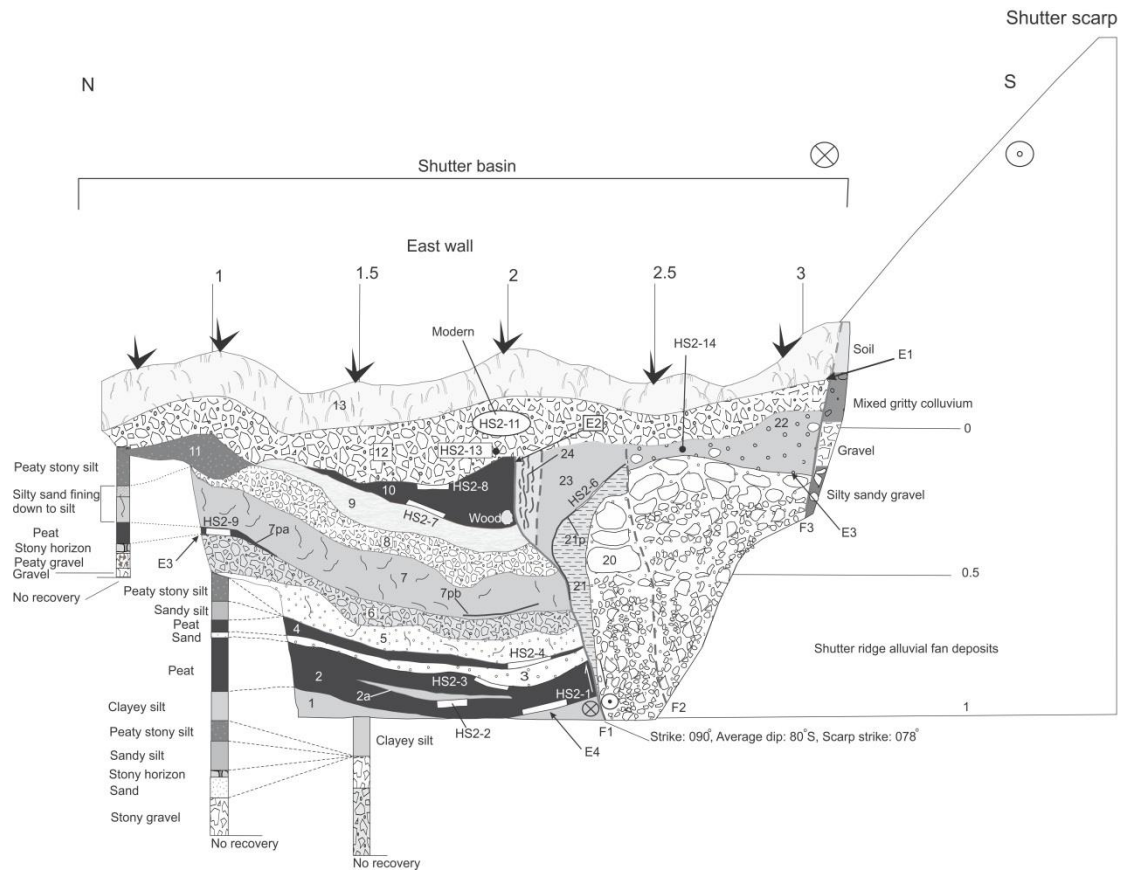 Shutter scarp
N
S
Shutter basin
East wall
1
1.5
2
2.5
3
Modern
HS2-14
E1
Soil
Mixed gritty colluvium
0
Gravel
Silty sandy gravel
E3
F3
13
HS2-11
E2
22
12
HS2-13
24
11
10
HS2-8
23
HS2-6
9
HS2-7
Wood
21p
HS2-9
7pa
8
20
E3
7
21
0.5
7pb
6
5
4
HS2-4
3
HS2-3
2
HS2-1
2a
1
HS2-2
E4
F1
F2
1
Shutter ridge alluvial fan deposits
Strike: 090°, Average dip: 80°S, Scarp strike: 078°
Peaty stony silt
Silty sand fining
down to silt
Peat
Stony horizon
Peaty gravel
Gravel
No recovery
Peaty stony silt
Sandy silt
Peat
Sand
Peat
Clayey silt
Peaty stony silt
Sandy silt
Stony horizon
Sand
Stony gravel
No recovery
Clayey silt
No recovery